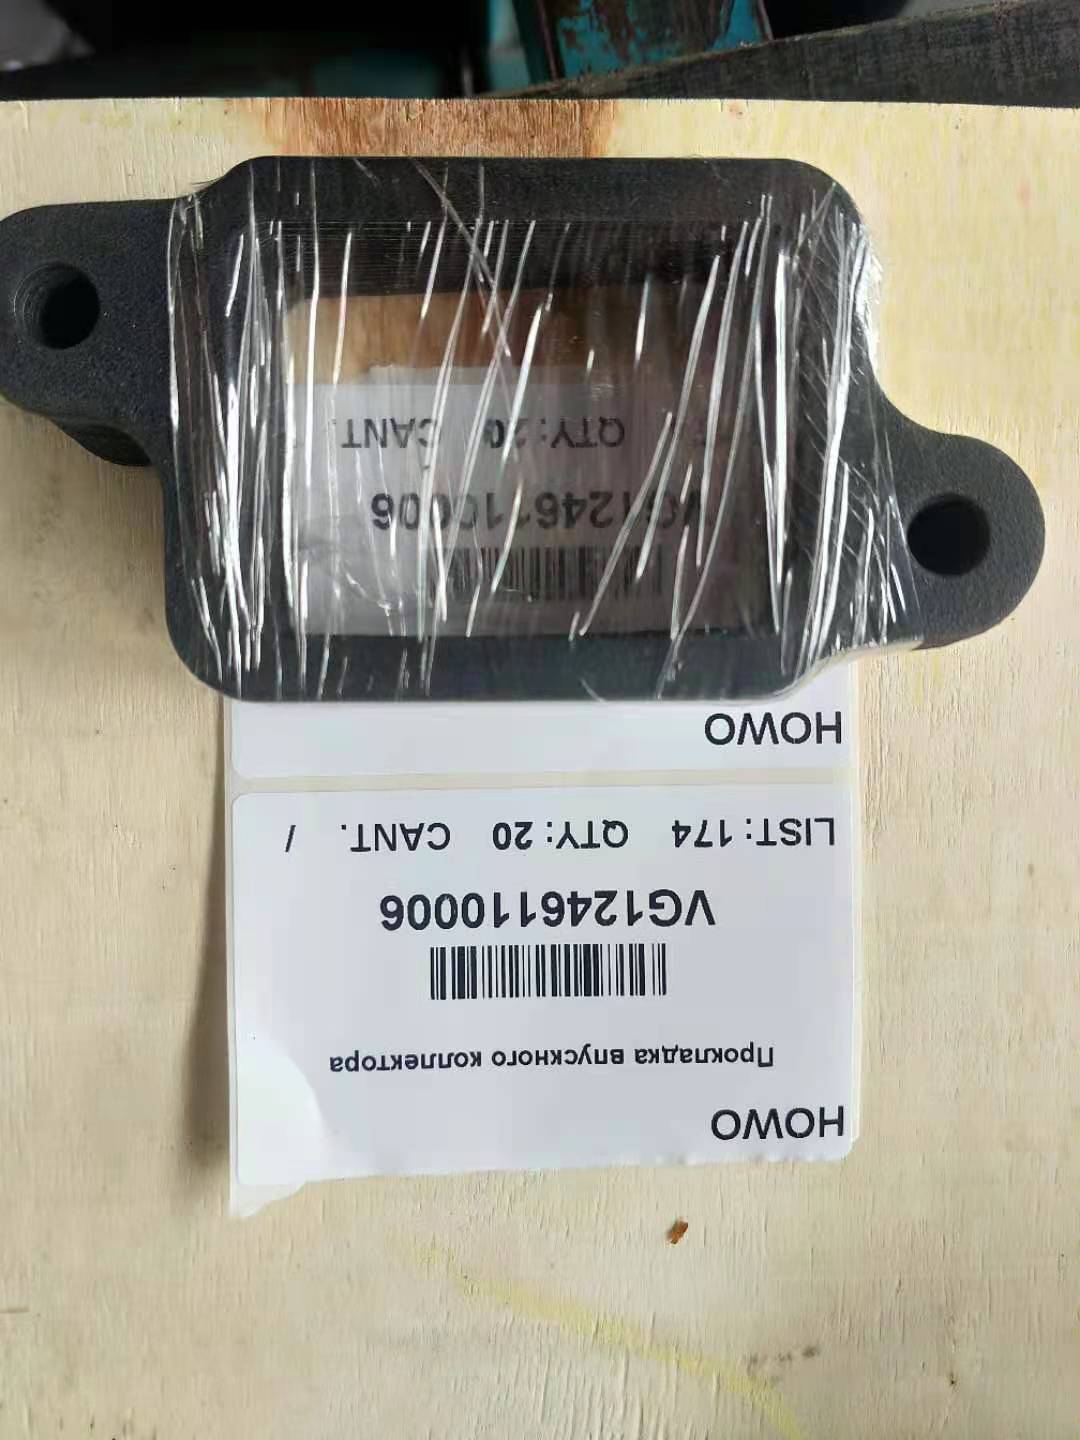 HOWO
Прокладка впускного коллектора
VG1246110006
LIST: 174 QTY: 20 CANT. /
HOWO
VG1246110006
QTY: 20 CANT.